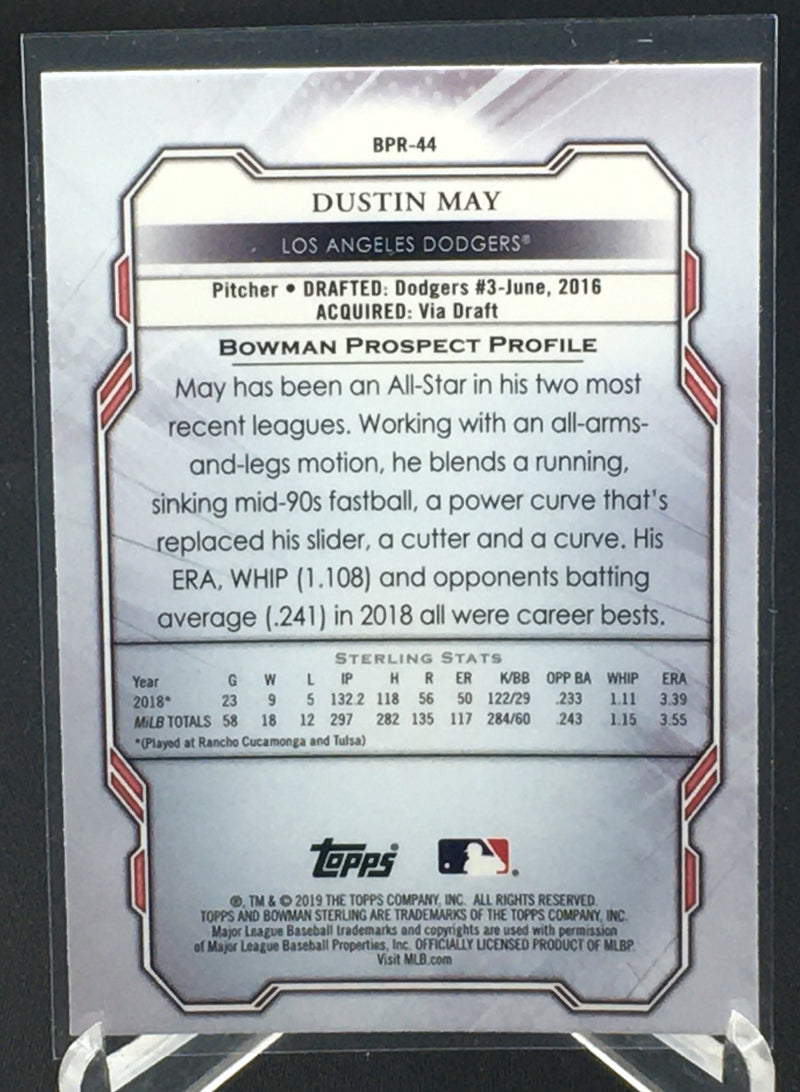 BPR-44
DUSTIN MAY
LOS ANGELES DODGERS®
Pitcher • DRAFTED: Dodgers #3-June, 2016
ACQUIRED: Via Draft
BOWMAN PROSPECT PROFILE
May has been an All-Star in his two most
recent leagues. Working with an all-arms-
and-legs motion, he blends a running,
sinking mid-90s fastball, a power curve that's
replaced his slider, a cutter and a curve. His
ERA, WHIP (1.108) and opponents batting
average (.241) in 2018 all were career bests.
STERLING STATS
Year G W L IP H R ER K/BB OPP BA WHIP ERA
2018* 23 9 5 132.2 118 56 50 122/29 .233 1.11 3.39
MiLB TOTALS 58 18 12 297 282 135 117 284/60 .243 1.15 3.55
*(Played at Rancho Cucamonga and Tulsa)
Topps
®, TM & © 2019 THE TOPPS COMPANY, INC. ALL RIGHTS RESERVED.
TOPPS AND BOWMAN STERLING ARE TRADEMARKS OF THE TOPPS COMPANY, INC.
Major League Baseball trademarks and copyrights are used with permission
of Major League Baseball Properties, Inc. OFFICIALLY LICENSED PRODUCT OF MLBP.
Visit MLB.com